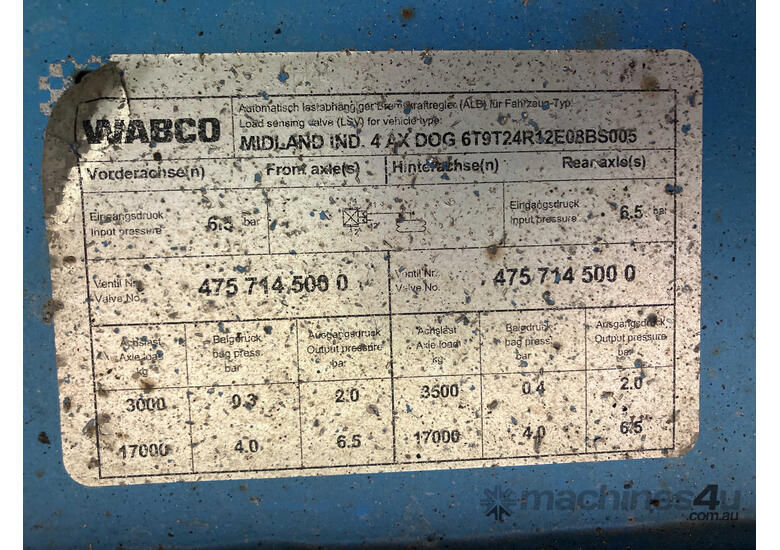 WABCO
Automatisch lastabhängiger Bremskraftregler (ALB) für Fahrzeug-Typ:
Load sensing valve (LSV) for vehicle type:
MIDLAND IND. 4 AX DOG 6T9T24R12E08BS005
Vorderachse(n) Front axle(s) Hinterachse(n) Rear axle(s)
Eingangsdruck
Input pressure 6.5 bar
Eingangsdruck
Input pressure 6.5 bar
Ventil Nr.
Valve No. 475 714 500 0
Ventil Nr.
Valve No. 475 714 500 0
Achslast Balgdruck Ausgangsdruck Achslast Balgdruck Ausgangsdruck
Axle load bag press. Output pressure Axle load bag press. Output pressure
kg bar bar kg bar bar
3000 0.3 2.0 3500 0.4 2.0
17000 4.0 6.5 17000 4.0 6.5
machines4u
.com.au